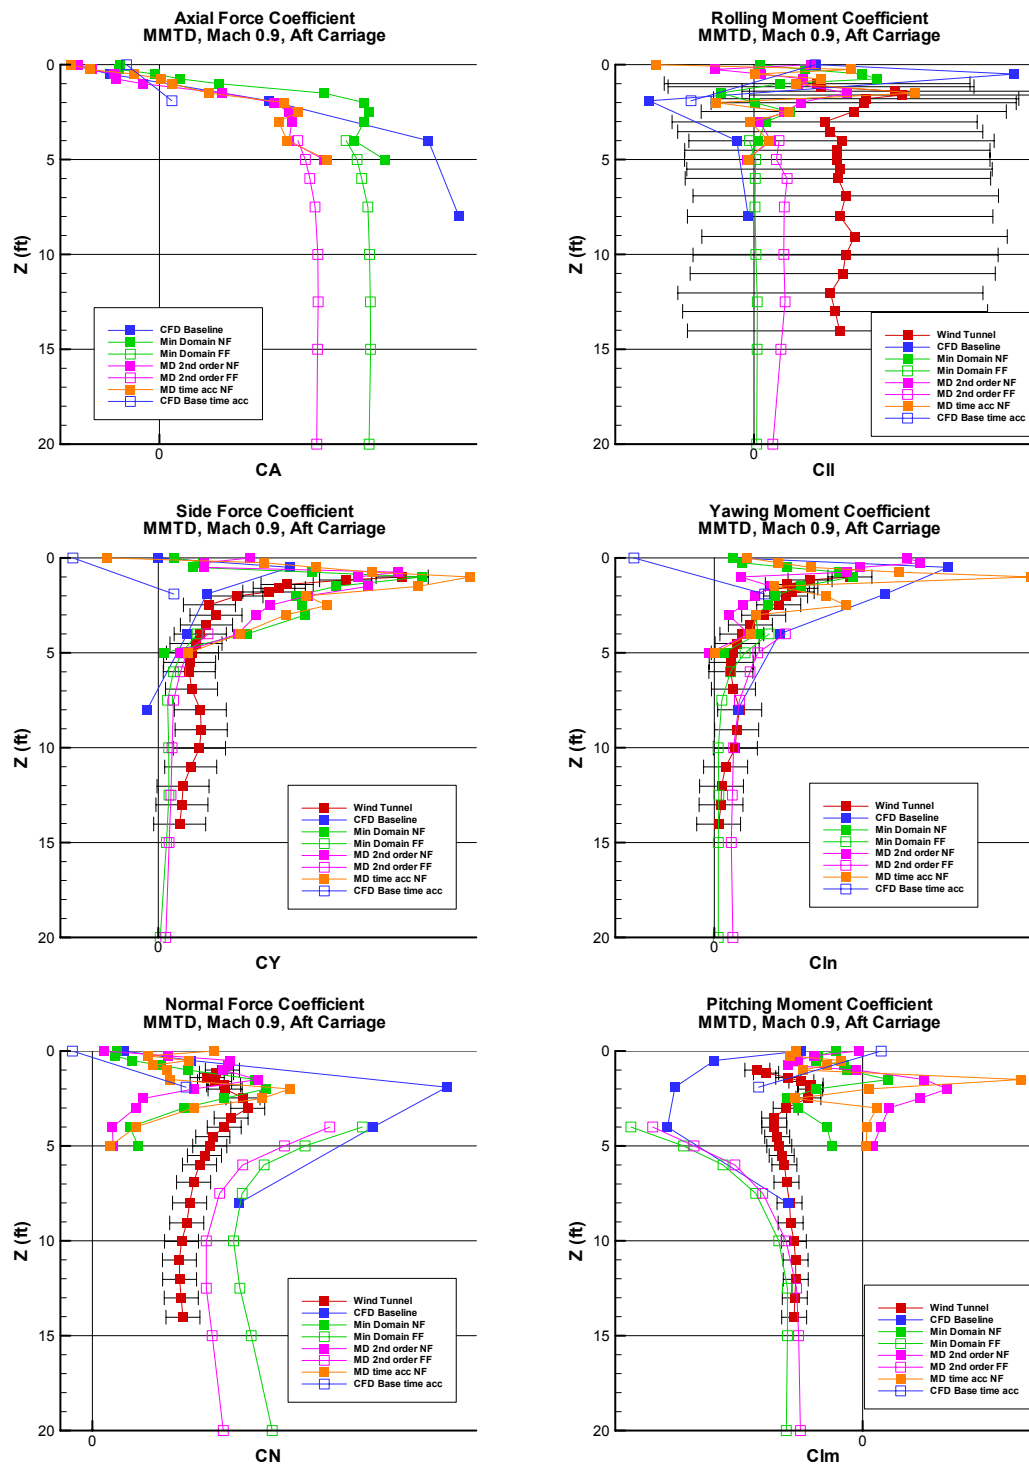 Axial Force Coefficient
MMTD, Mach 0.9, Aft Carriage
0
5
10
15
20
Z (ft)
CFD Baseline
Min Domain NF
Min Domain FF
MD 2nd order NF
MD 2nd order FF
MD time acc NF
CFD Base time acc
0
CA
Rolling Moment Coefficient
MMTD, Mach 0.9, Aft Carriage
0
5
10
15
20
Z (ft)
Wind Tunnel
CFD Baseline
Min Domain NF
Min Domain FF
MD 2nd order NF
MD 2nd order FF
MD time acc NF
CFD Base time acc
0
Cll
Side Force Coefficient
MMTD, Mach 0.9, Aft Carriage
0
5
10
15
20
Z (ft)
Wind Tunnel
CFD Baseline
Min Domain NF
Min Domain FF
MD 2nd order NF
MD 2nd order FF
MD time acc NF
CFD Base time acc
0
CY
Yawing Moment Coefficient
MMTD, Mach 0.9, Aft Carriage
0
5
10
15
20
Z (ft)
Wind Tunnel
CFD Baseline
Min Domain NF
Min Domain FF
MD 2nd order NF
MD 2nd order FF
MD time acc NF
CFD Base time acc
0
Cln
Normal Force Coefficient
MMTD, Mach 0.9, Aft Carriage
0
5
10
15
20
Z (ft)
Wind Tunnel
CFD Baseline
Min Domain NF
Min Domain FF
MD 2nd order NF
MD 2nd order FF
MD time acc NF
CFD Base time acc
0
CN
Pitching Moment Coefficient
MMTD, Mach 0.9, Aft Carriage
0
5
10
15
20
Z (ft)
Wind Tunnel
CFD Baseline
Min Domain NF
Min Domain FF
MD 2nd order NF
MD 2nd order FF
MD time acc NF
CFD Base time acc
0
Clm